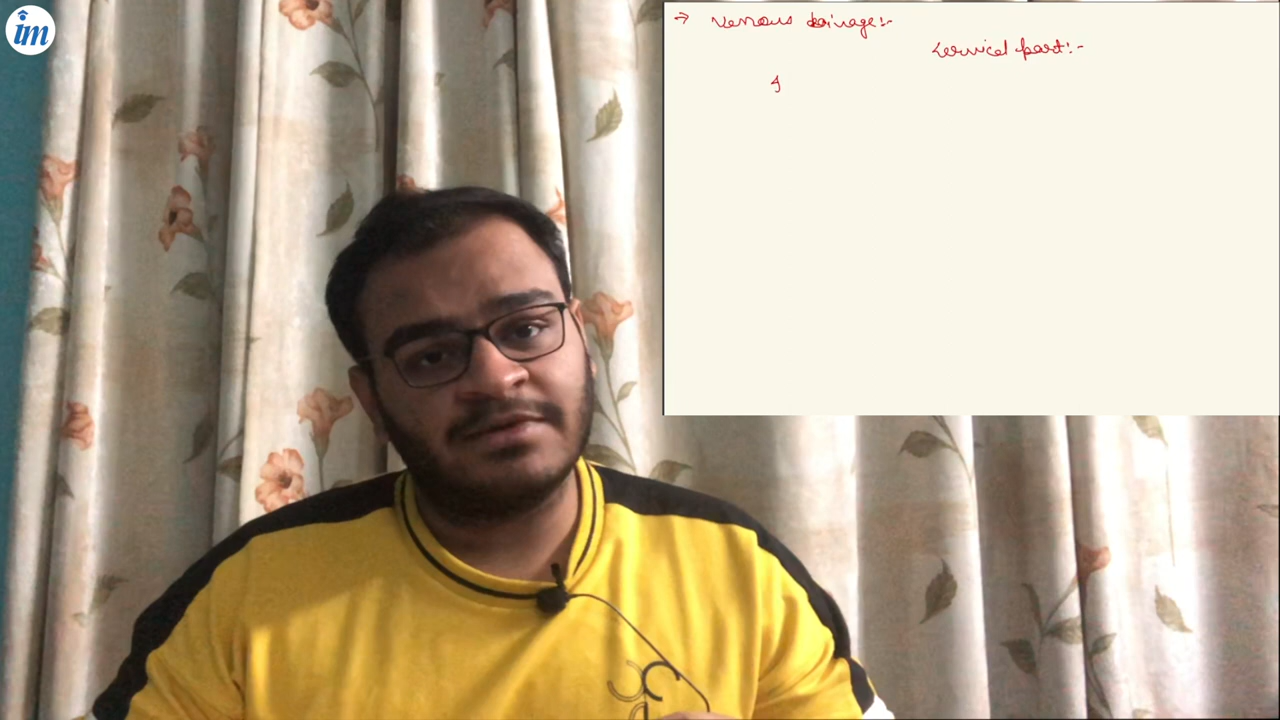 im
→ venous drainage:-
cervical part:-